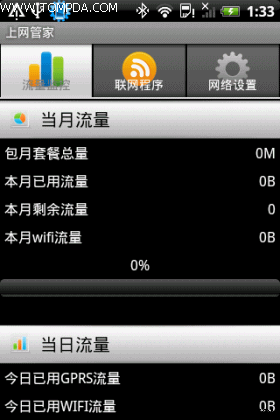 WWW.TOMPDA.COM
1:33
上网管家
流量监控 联网程序 网络设置
当月流量
包月套餐总量 0M
本月已用流量 0B
本月剩余流量 0
本月wifi流量 0B
0%
当日流量
今日已用GPRS流量 0B
今日已用WIFI流量 0B